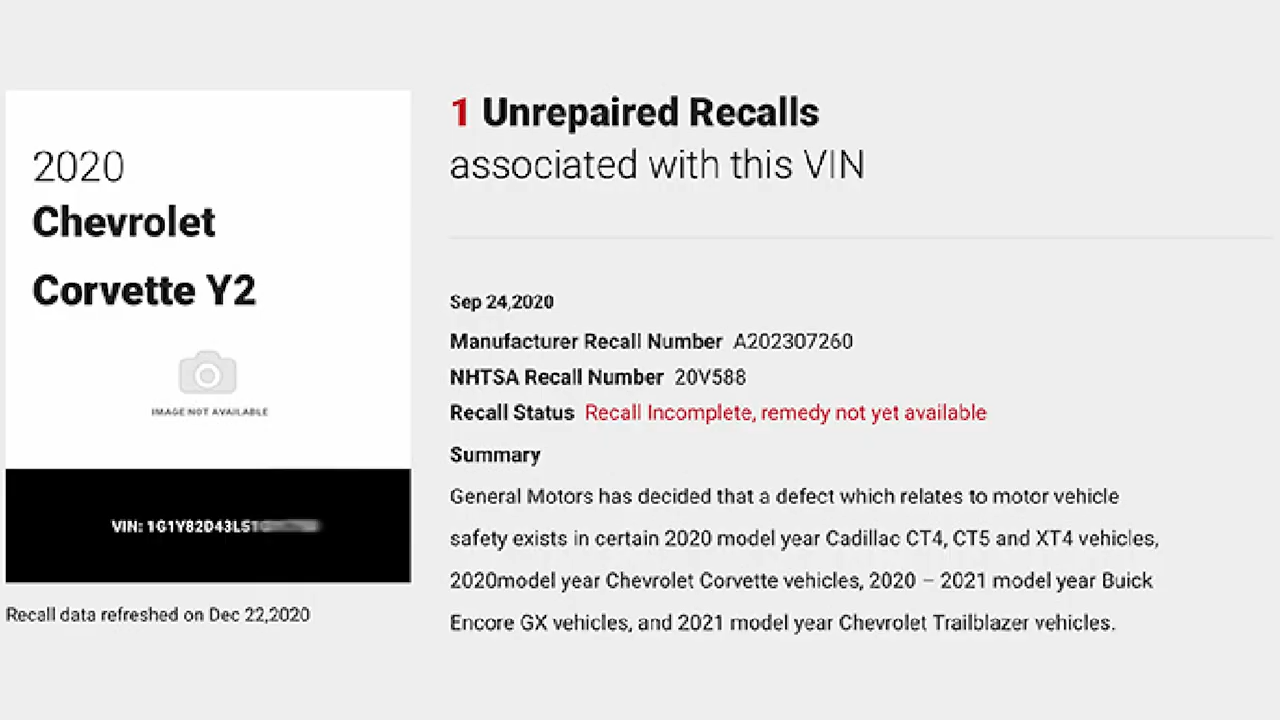 2020
Chevrolet
Corvette Y2
IMAGE NOT AVAILABLE
VIN: 1G1Y82D43L51
Recall data refreshed on Dec 22,2020
1 Unrepaired Recalls
associated with this VIN
Sep 24,2020
Manufacturer Recall Number A202307260
NHTSA Recall Number 20V588
Recall Status Recall Incomplete, remedy not yet available
Summary
General Motors has decided that a defect which relates to motor vehicle
safety exists in certain 2020 model year Cadillac CT4, CT5 and XT4 vehicles,
2020model year Chevrolet Corvette vehicles, 2020 – 2021 model year Buick
Encore GX vehicles, and 2021 model year Chevrolet Trailblazer vehicles.